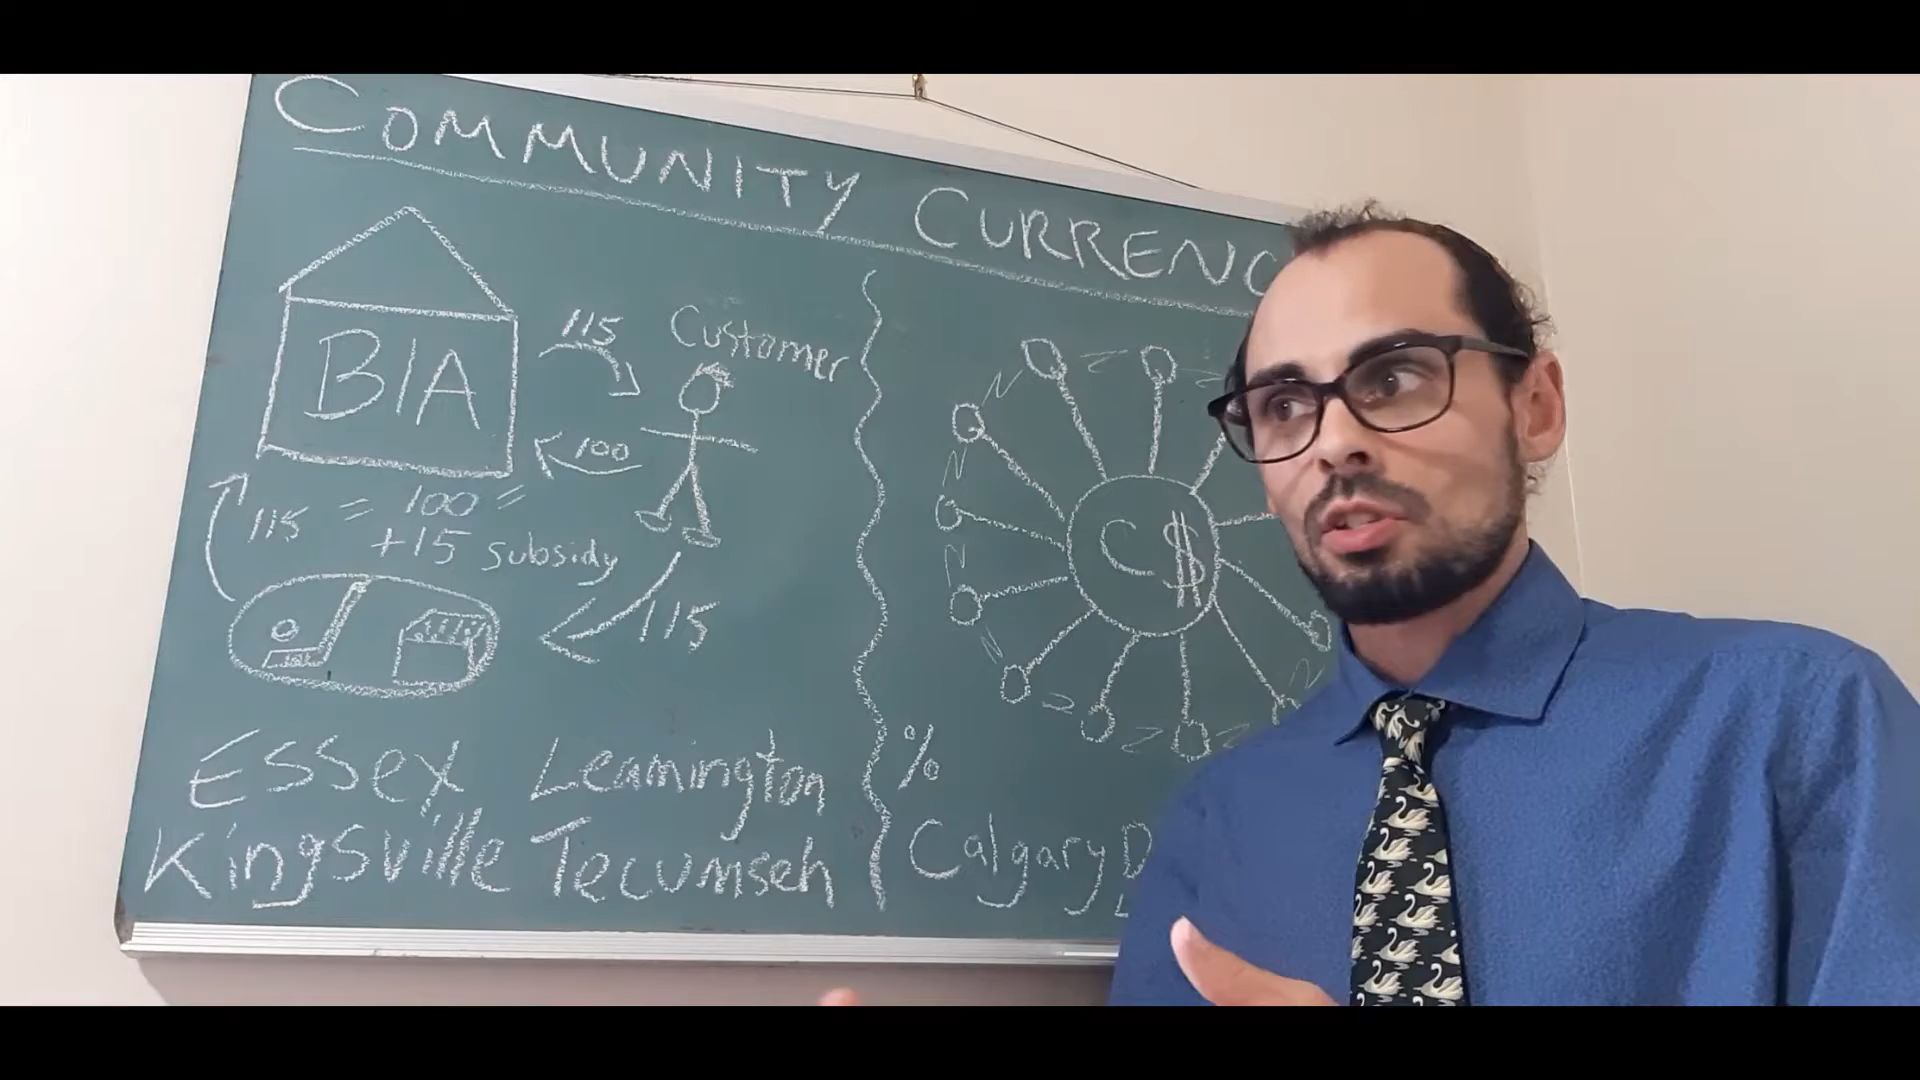 COMMUNITY CURRENC
115
Customer
BIA
100
115 = 100 =
+15 subsidy
115
C$
Essex Leamington
%
Kingsville Tecumseh
Calgary D